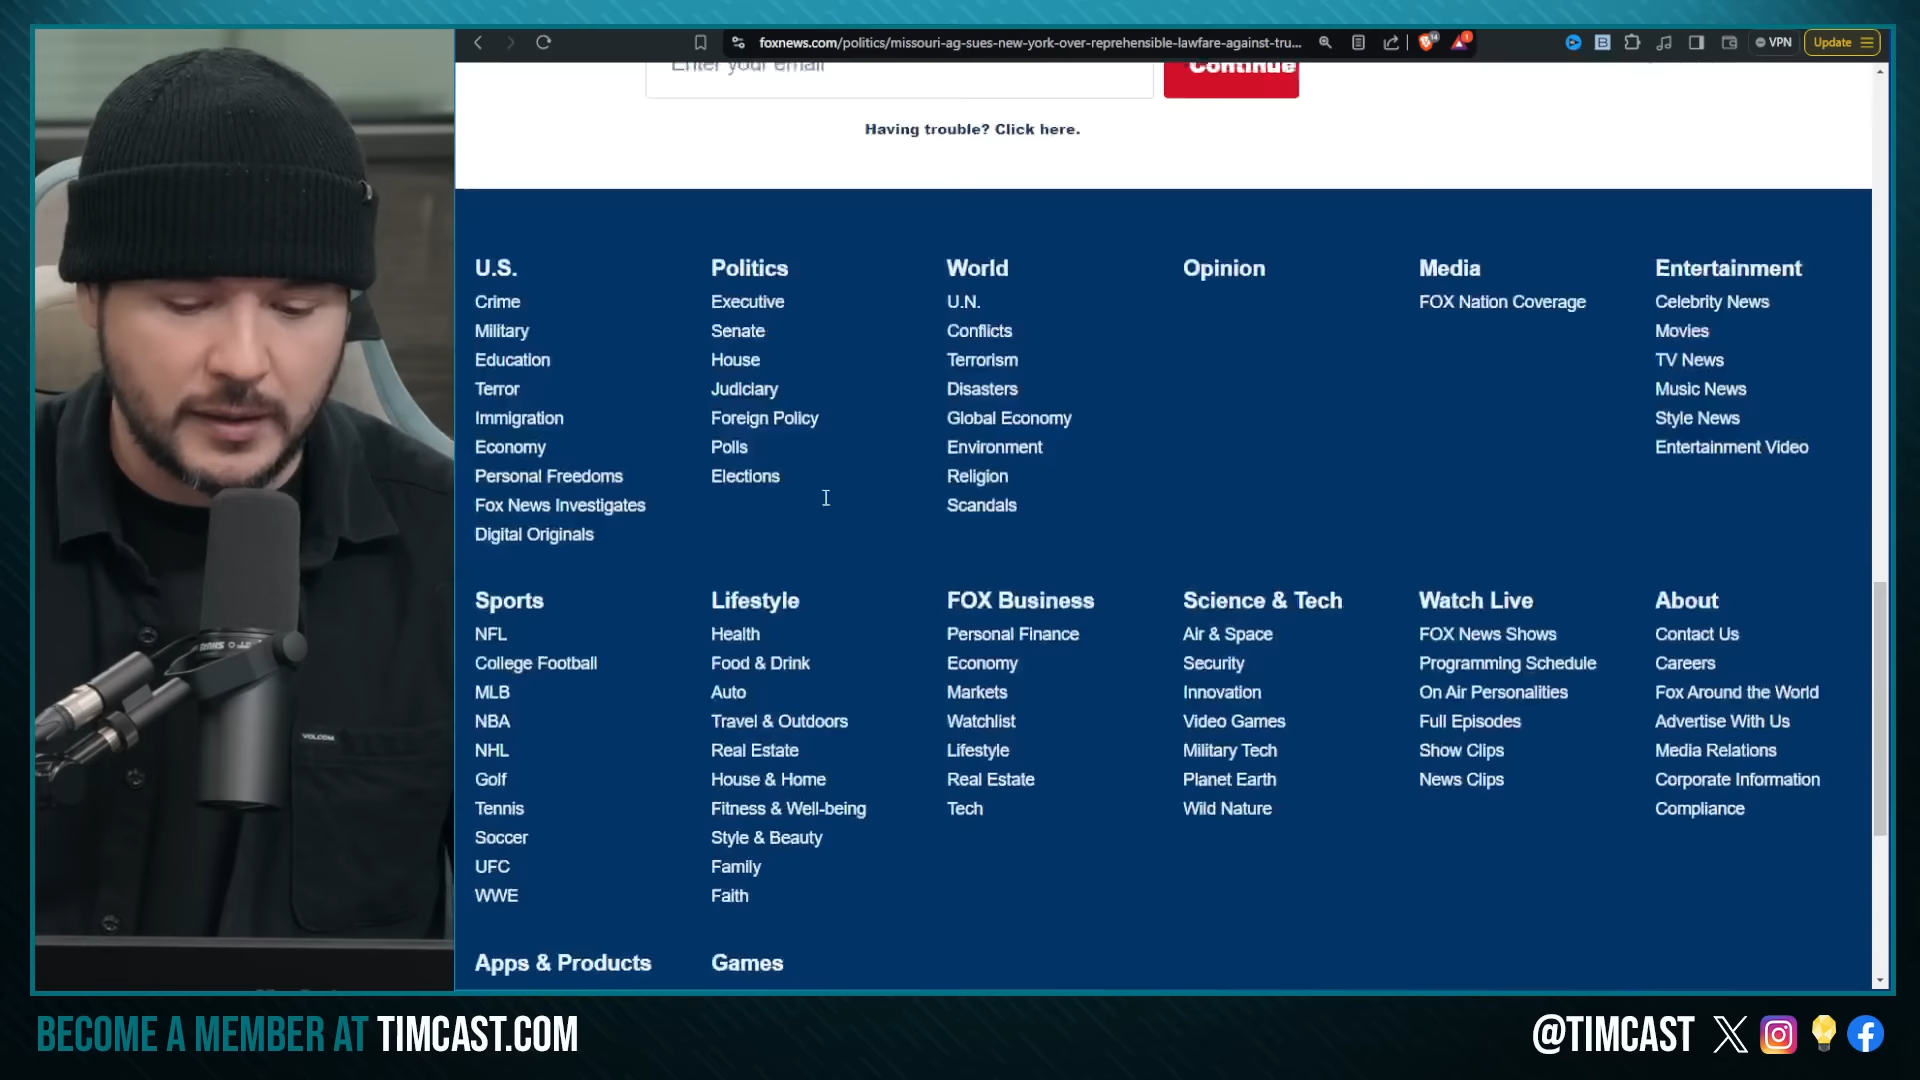 foxnews.com/politics/missouri-ag-sues-new-york-over-reprehensible-lawfare-against-tru...
VPN
Update
Enter your email
Continue
Having trouble? Click here.
U.S.
Crime
Military
Education
Terror
Immigration
Economy
Personal Freedoms
Fox News Investigates
Digital Originals
Politics
Executive
Senate
House
Judiciary
Foreign Policy
Polls
Elections
World
U.N.
Conflicts
Terrorism
Disasters
Global Economy
Environment
Religion
Scandals
Opinion
Media
FOX Nation Coverage
Entertainment
Celebrity News
Movies
TV News
Music News
Style News
Entertainment Video
Sports
NFL
College Football
MLB
NBA
NHL
Golf
Tennis
Soccer
UFC
WWE
Lifestyle
Health
Food & Drink
Auto
Travel & Outdoors
Real Estate
House & Home
Fitness & Well-being
Style & Beauty
Family
Faith
FOX Business
Personal Finance
Economy
Markets
Watchlist
Lifestyle
Real Estate
Tech
Science & Tech
Air & Space
Security
Innovation
Video Games
Military Tech
Planet Earth
Wild Nature
Watch Live
FOX News Shows
Programming Schedule
On Air Personalities
Full Episodes
Show Clips
News Clips
About
Contact Us
Careers
Fox Around the World
Advertise With Us
Media Relations
Corporate Information
Compliance
Apps & Products
Games
VOLCOM
BECOME A MEMBER AT TIMCAST.COM
@TIMCAST